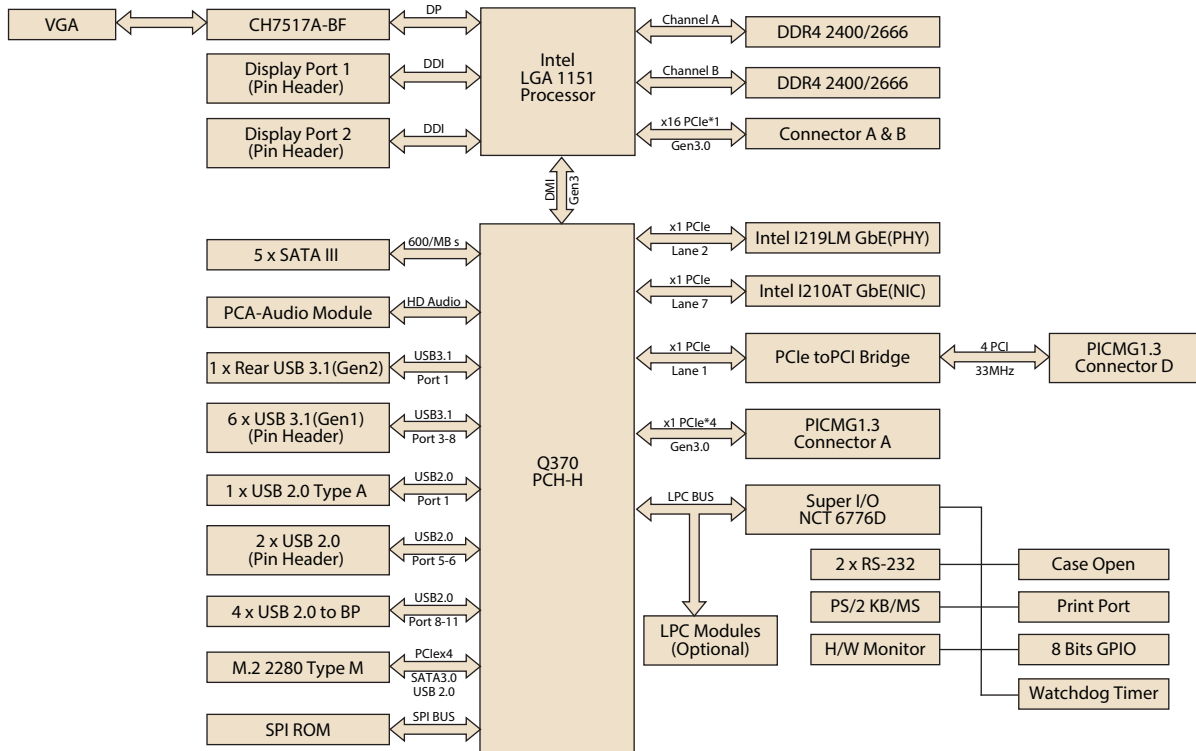 VGA
CH7517A-BF
DP
Display Port 1
(Pin Header)
DDI
Display Port 2
(Pin Header)
DDI
Intel
LGA 1151
Processor
Channel A
DDR4 2400/2666
Channel B
DDR4 2400/2666
x16 PCIe*1
Gen3.0
Connector A & B
DMI
Gen3
5 x SATA III
600/MB s
PCA-Audio Module
HD Audio
1 x Rear USB 3.1(Gen2)
USB3.1
Port 1
6 x USB 3.1(Gen1)
(Pin Header)
USB3.1
Port 3-8
1 x USB 2.0 Type A
USB2.0
Port 1
2 x USB 2.0
(Pin Header)
USB2.0
Port 5-6
4 x USB 2.0 to BP
USB2.0
Port 8-11
M.2 2280 Type M
PCIex4
SATA3.0
USB 2.0
SPI ROM
SPI BUS
Q370
PCH-H
x1 PCIe
Lane 2
Intel I219LM GbE(PHY)
x1 PCIe
Lane 7
Intel I210AT GbE(NIC)
x1 PCIe
Lane 1
PCIe toPCI Bridge
4 PCI
33MHz
PICMG1.3
Connector D
x1 PCIe*4
Gen3.0
PICMG1.3
Connector A
LPC BUS
Super I/O
NCT 6776D
LPC Modules
(Optional)
2 x RS-232
Case Open
PS/2 KB/MS
Print Port
H/W Monitor
8 Bits GPIO
Watchdog Timer